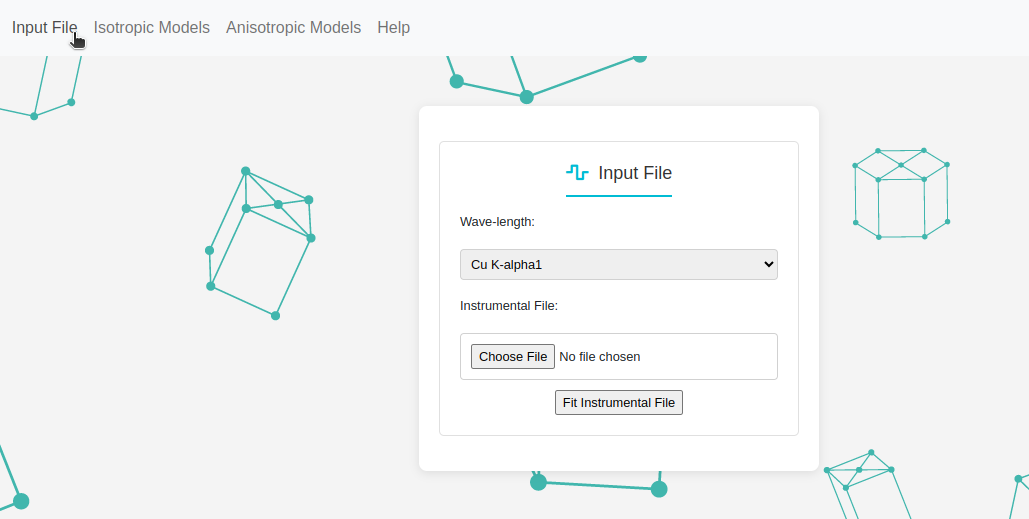 Input File Isotropic Models Anisotropic Models Help
Input File
Wave-length:
Cu K-alpha1
Instrumental File:
Choose File No file chosen
Fit Instrumental File